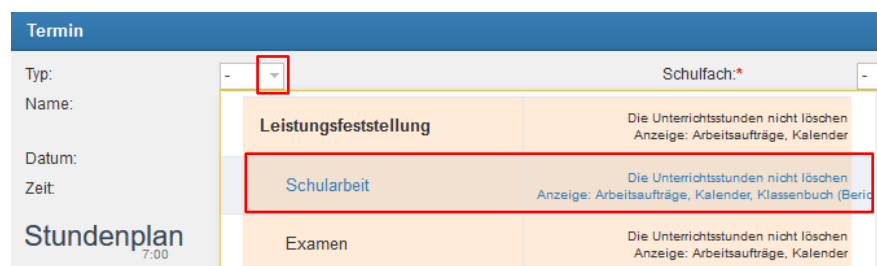 Termin
Typ:
-
Schulfach:*
-
Name:
Leistungsfeststellung
Die Unterrichtsstunden nicht löschen
Anzeige: Arbeitsaufträge, Kalender
Datum:
Zeit:
Schularbeit
Die Unterrichtsstunden nicht löschen
Anzeige: Arbeitsaufträge, Kalender, Klassenbuch (Beric
Stundenplan
7:00
Examen
Die Unterrichtsstunden nicht löschen
Anzeige: Arbeitsaufträge, Kalender